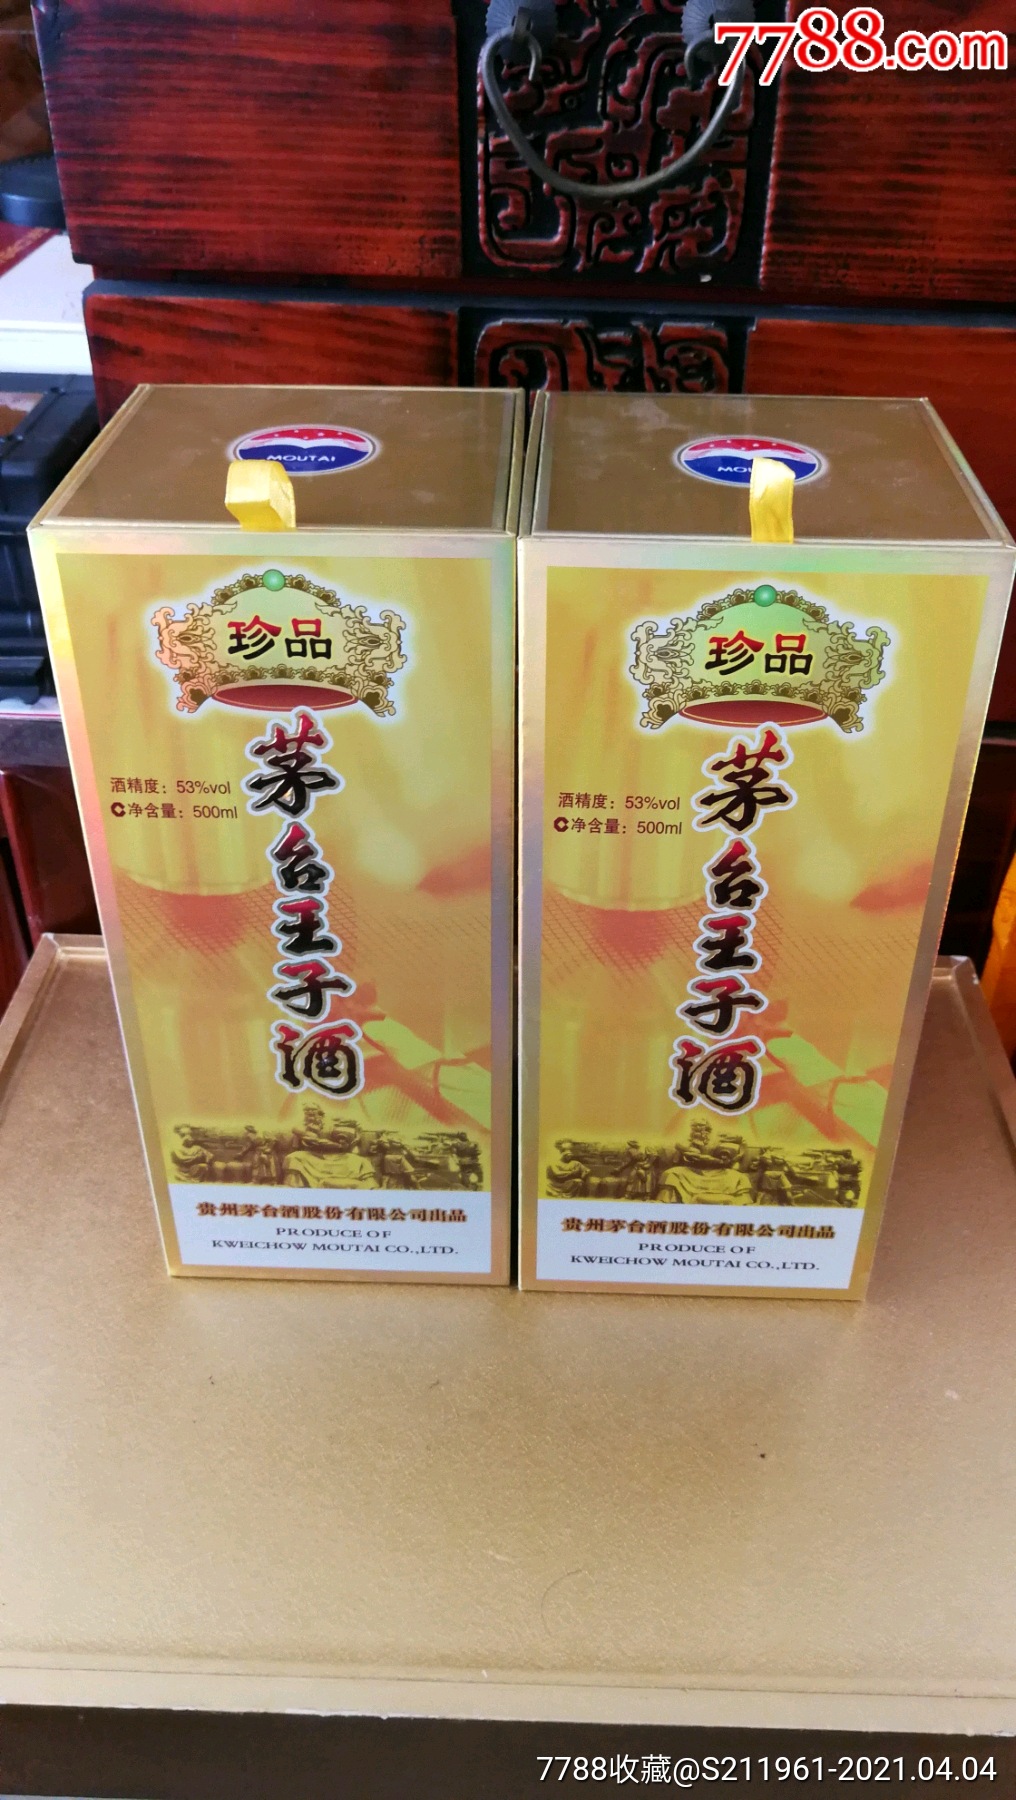 7788.com
MOUTAI
珍品
酒精度：53%vol
净含量：500ml
茅台王子酒
贵州茅台酒股份有限公司出品
PRODUCE OF
KWEICHOW MOUTAI CO.,LTD.
MOU
珍品
酒精度：53%vol
净含量：500ml
茅台王子酒
贵州茅台酒股份有限公司出品
PRODUCE OF
KWEICHOW MOUTAI CO.,LTD.
7788收藏@S211961-2021.04.04